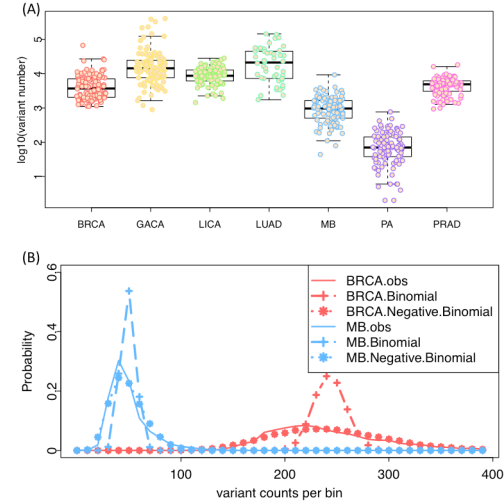 (A)
log10(variant number)
5
4
3
2
1
BRCA GACA LICA LUAD MB PA PRAD
(B)
Probability
0.6
0.4
0.2
0
BRCA.obs
BRCA.Binomial
BRCA.Negative.Binomial
MB.obs
MB.Binomial
MB.Negative.Binomial
100 200 300 400
variant counts per bin